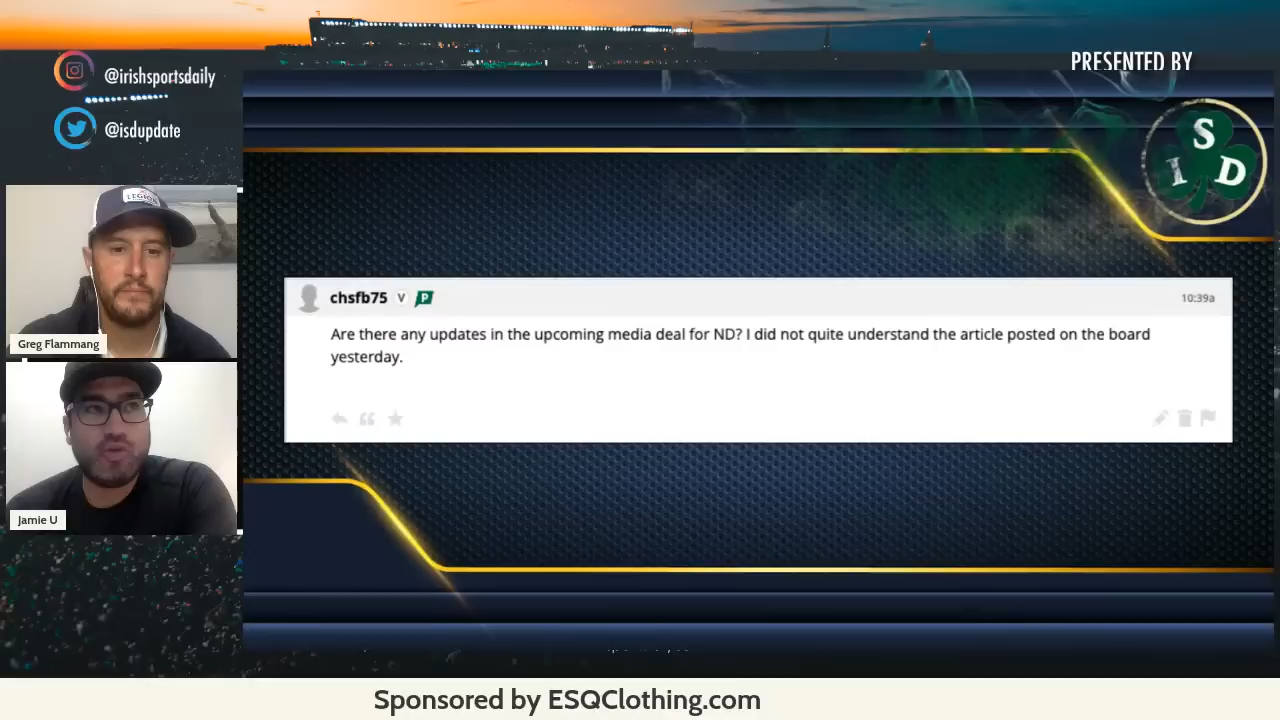 @irishsportsdaily
@isdupdate
PRESENTED BY
I S D
LEGION
Greg Flammang
Jamie U
chsfb75 V P
10:39a
Are there any updates in the upcoming media deal for ND? I did not quite understand the article posted on the board
yesterday.
Sponsored by ESQClothing.com